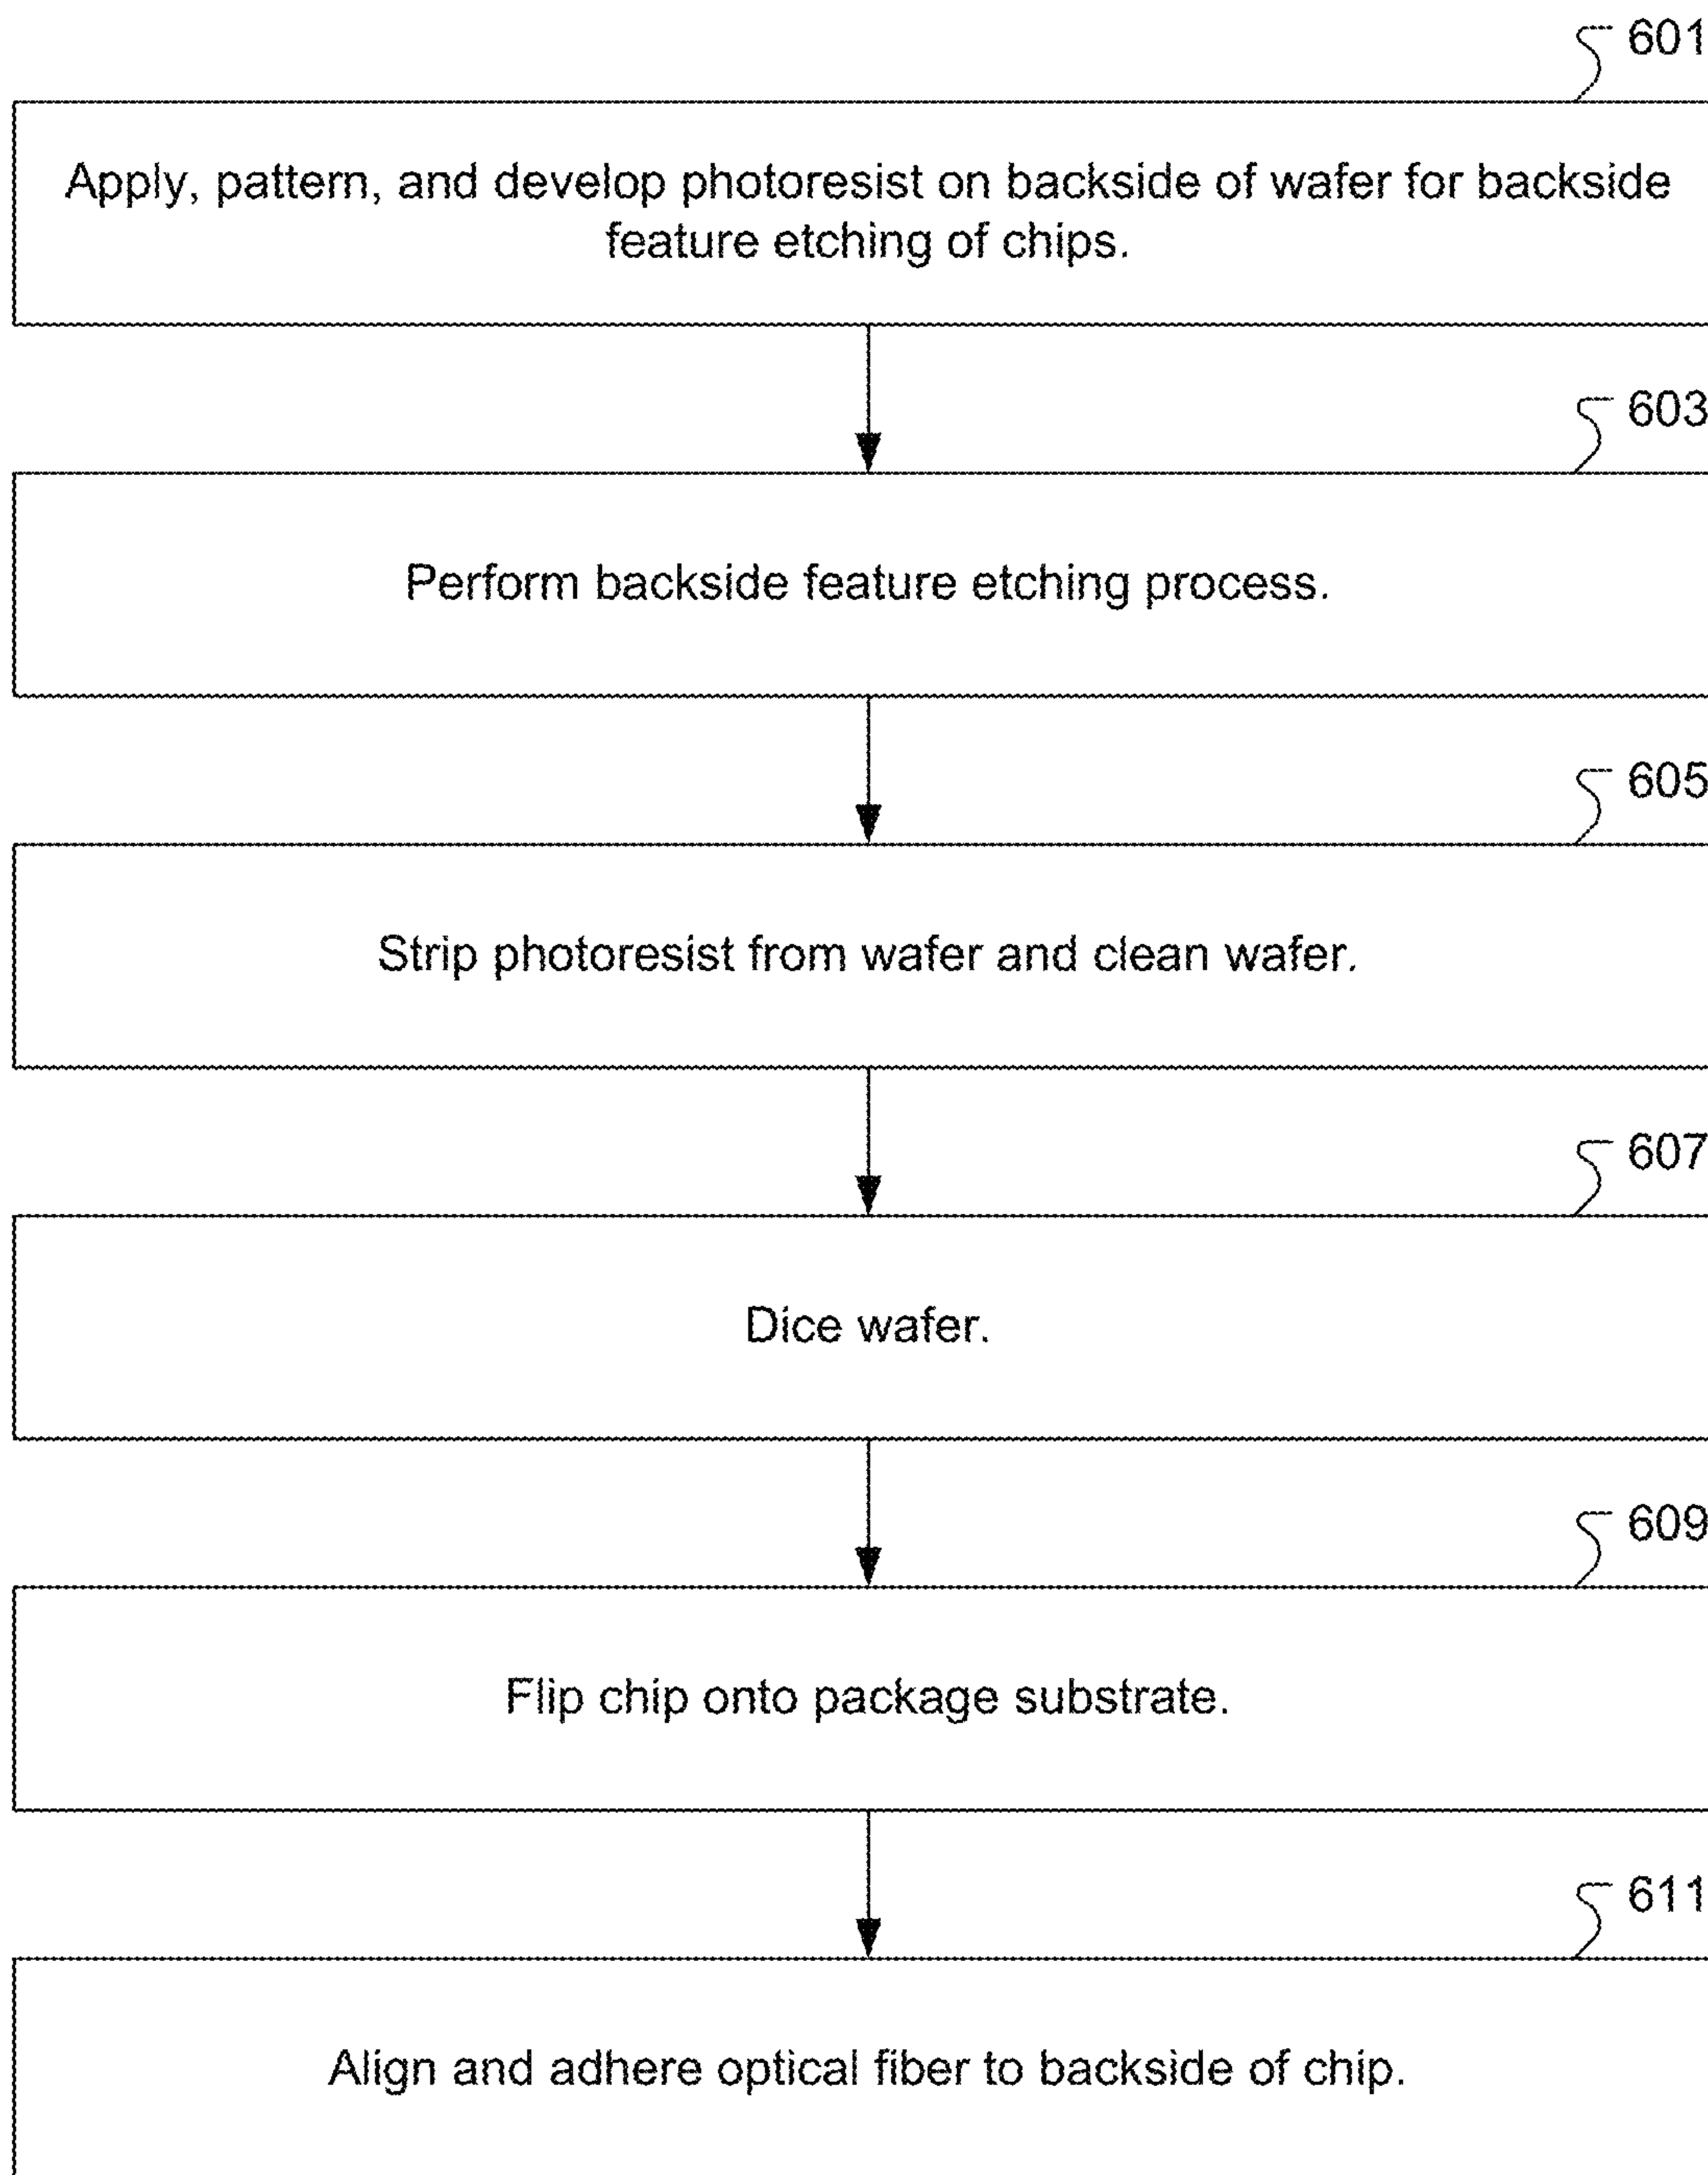 601
Apply, pattern, and develop photoresist on backside of wafer for backside
feature etching of chips.
603
Perform backside feature etching process.
605
Strip photoresist from wafer and clean wafer.
607
Dice wafer.
609
Flip chip onto package substrate.
611
Align and adhere optical fiber to backside of chip.